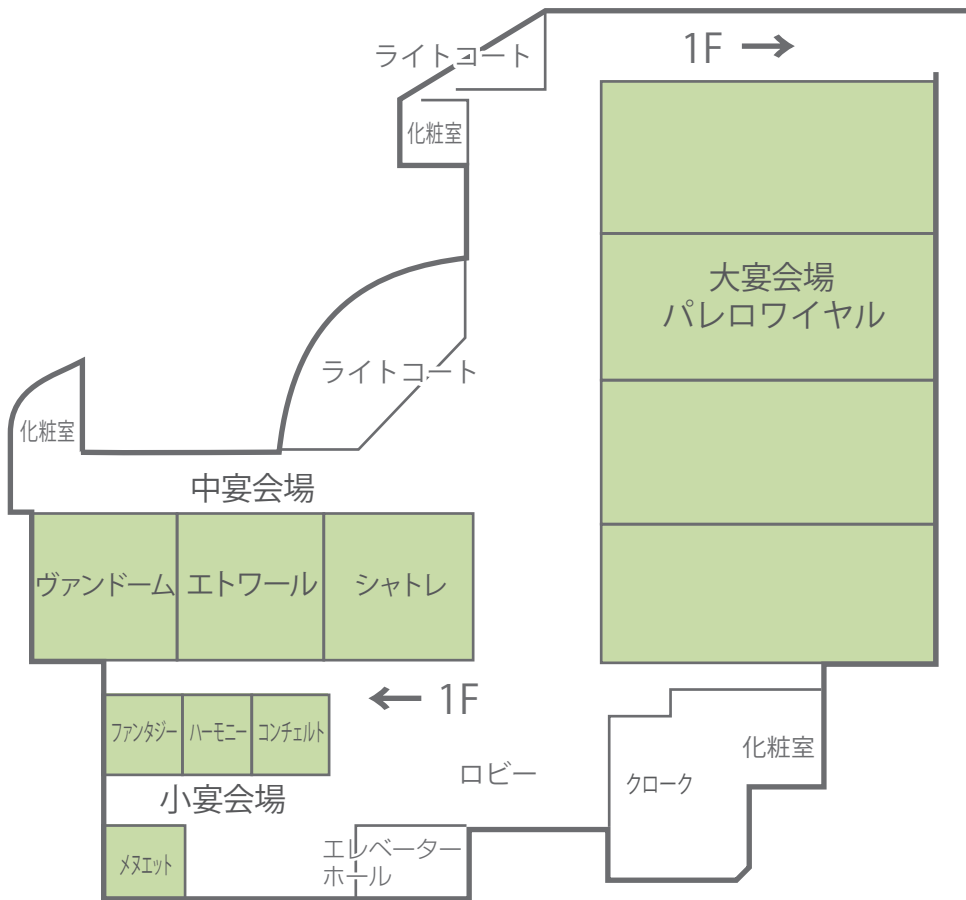 ライトコート
1F →
化粧室
大宴会場
パレロワイヤル
ライトコート
化粧室
中宴会場
ヴァンドーム
エトワール
シャトレ
← 1F
ファンタジー
ハーモニー
コンチェルト
化粧室
ロビー
クローク
小宴会場
エレベーター
ホール
メヌエット